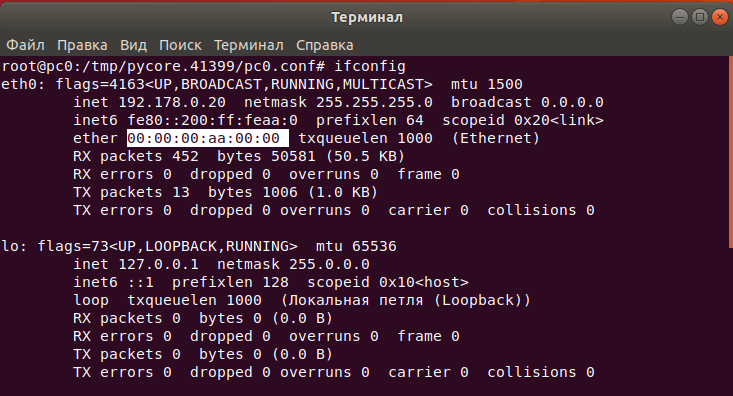 Терминал
Файл Правка Вид Поиск Терминал Справка
root@pc0:/tmp/pycore.41399/pc0.conf# ifconfig
eth0: flags=4163<UP,BROADCAST,RUNNING,MULTICAST>  mtu 1500
        inet 192.178.0.20  netmask 255.255.255.0  broadcast 0.0.0.0
        inet6 fe80::200:ff:feaa:0  prefixlen 64  scopeid 0x20<link>
        ether 00:00:00:aa:00:00  txqueuelen 1000  (Ethernet)
        RX packets 452  bytes 50581 (50.5 KB)
        RX errors 0  dropped 0  overruns 0  frame 0
        TX packets 13  bytes 1006 (1.0 KB)
        TX errors 0  dropped 0 overruns 0  carrier 0  collisions 0
lo: flags=73<UP,LOOPBACK,RUNNING>  mtu 65536
        inet 127.0.0.1  netmask 255.0.0.0
        inet6 ::1  prefixlen 128  scopeid 0x10<host>
        loop  txqueuelen 1000  (Локальная петля (Loopback))
        RX packets 0  bytes 0 (0.0 B)
        RX errors 0  dropped 0  overruns 0  frame 0
        TX packets 0  bytes 0 (0.0 B)
        TX errors 0  dropped 0 overruns 0  carrier 0  collisions 0